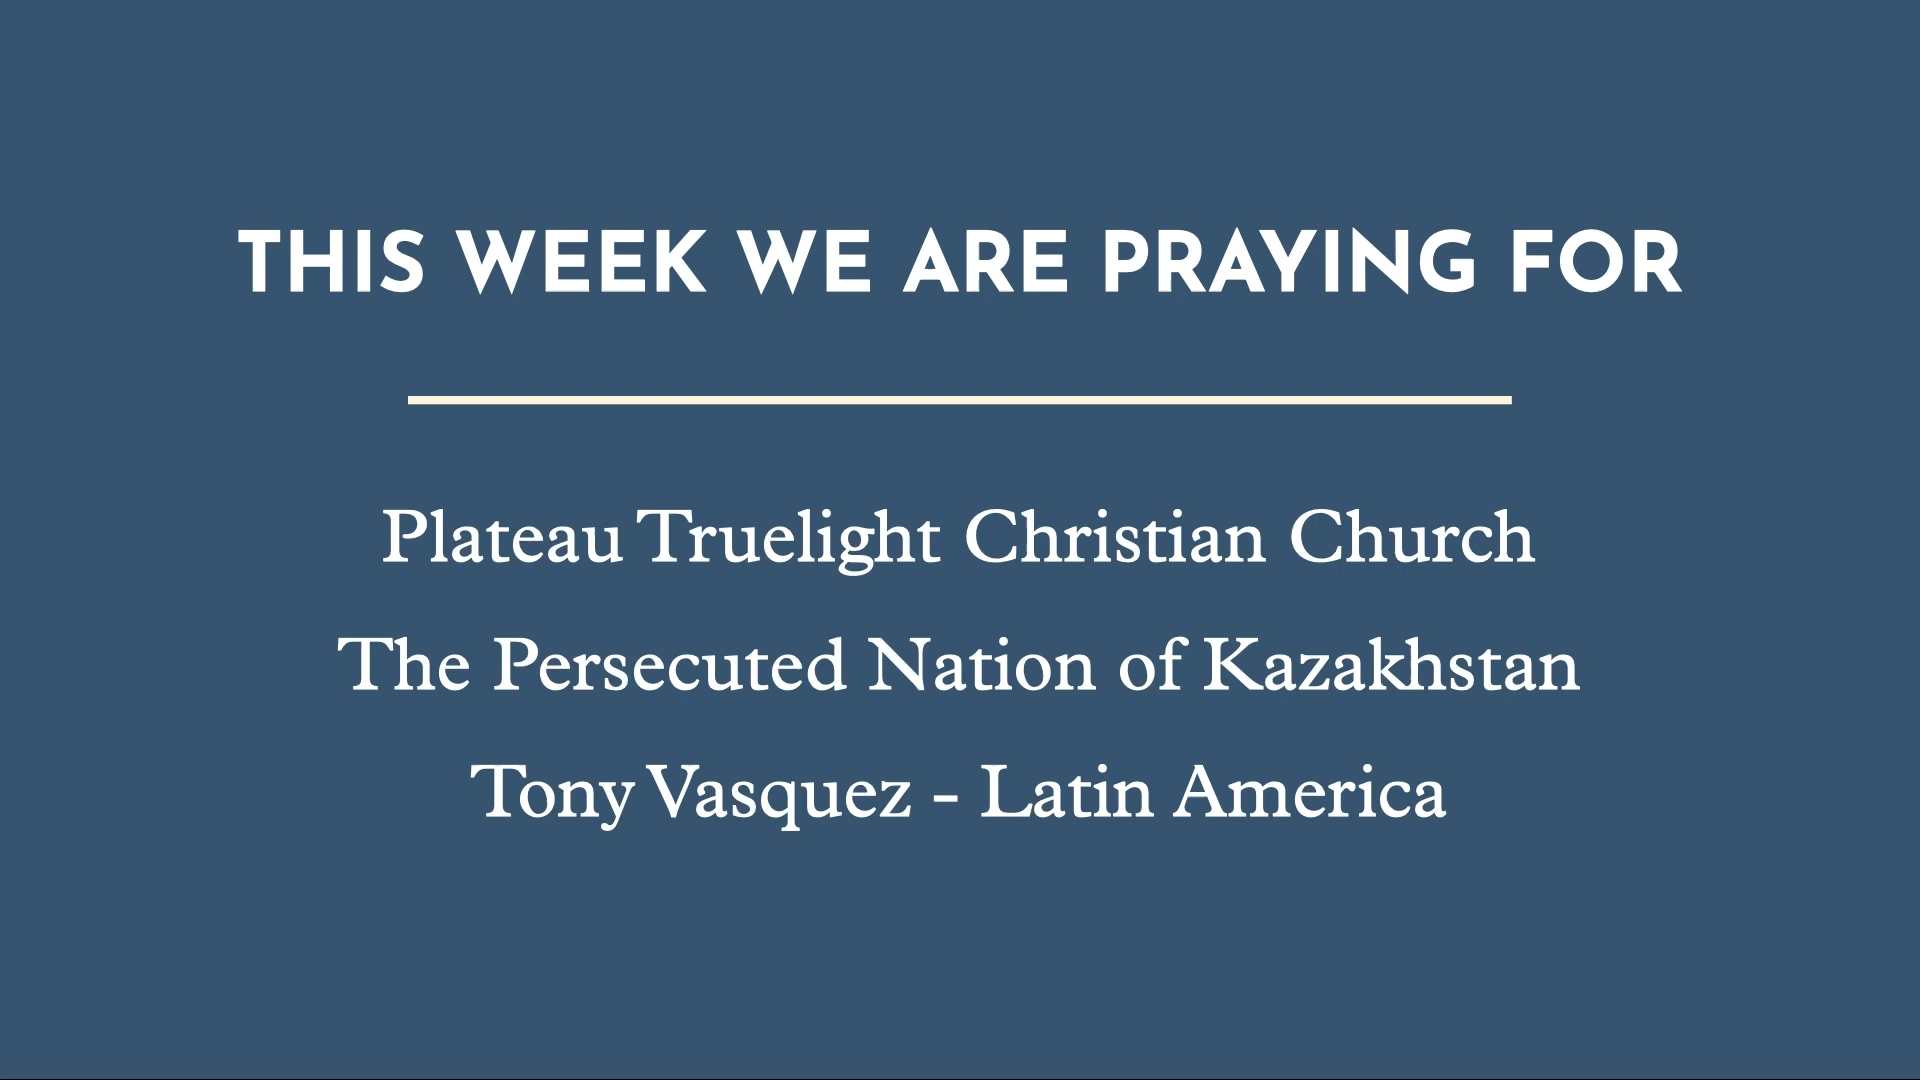 THIS WEEK WE ARE PRAYING FOR
Plateau Truelight Christian Church
The Persecuted Nation of Kazakhstan
Tony Vasquez - Latin America